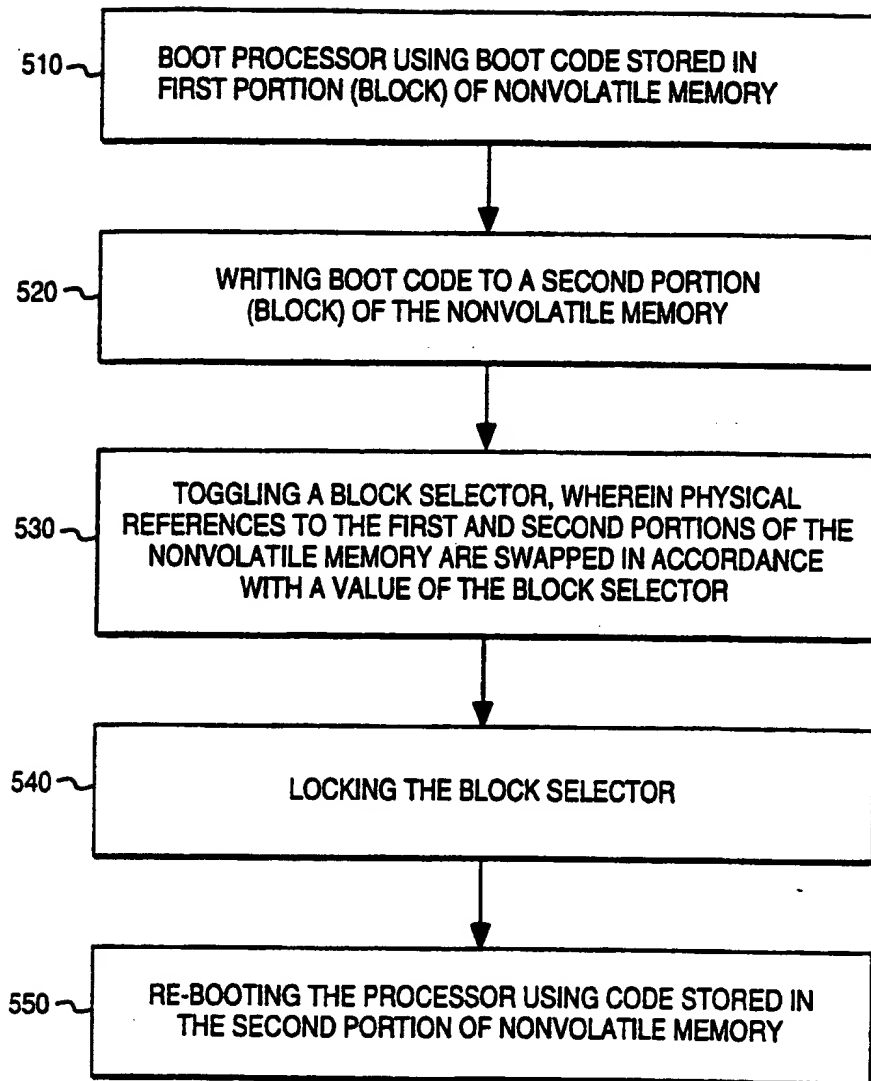 510
BOOT PROCESSOR USING BOOT CODE STORED IN
FIRST PORTION (BLOCK) OF NONVOLATILE MEMORY
520
WRITING BOOT CODE TO A SECOND PORTION
(BLOCK) OF THE NONVOLATILE MEMORY
530
TOGGLING A BLOCK SELECTOR, WHEREIN PHYSICAL
REFERENCES TO THE FIRST AND SECOND PORTIONS OF THE
NONVOLATILE MEMORY ARE SWAPPED IN ACCORDANCE
WITH A VALUE OF THE BLOCK SELECTOR
540
LOCKING THE BLOCK SELECTOR
550
RE-BOOTING THE PROCESSOR USING CODE STORED IN
THE SECOND PORTION OF NONVOLATILE MEMORY